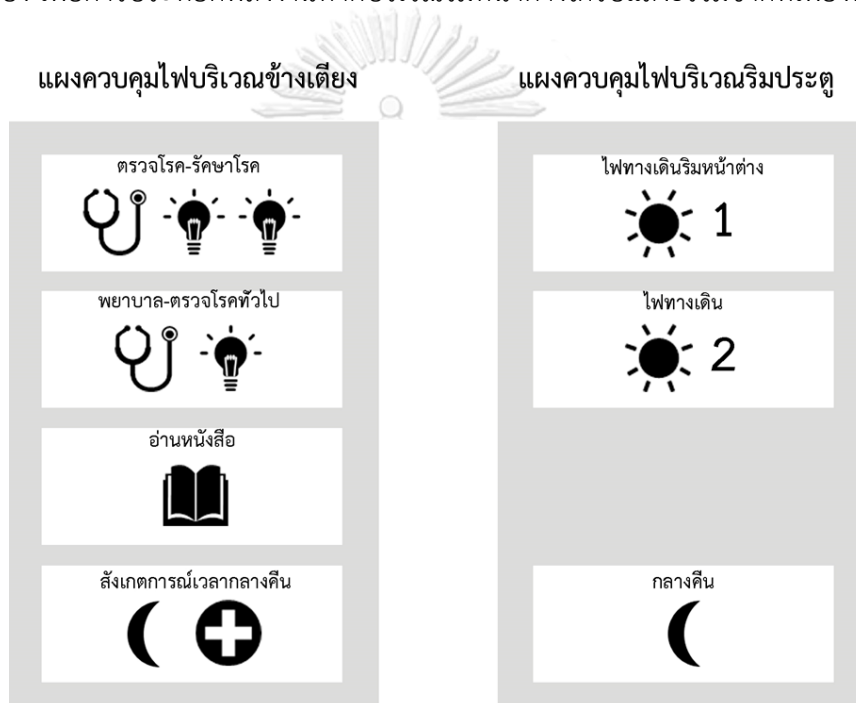 แผงควบคุมไฟบริเวณข้างเตียง
แผงควบคุมไฟบริเวณริมประตู
ตรวจโรค-รักษาโรค
พยาบาล-ตรวจโรคทั่วไป
อ่านหนังสือ
สังเกตการณ์เวลากลางคืน
ไฟทางเดินริมหน้าต่าง
1
ไฟทางเดิน
2
กลางคืน